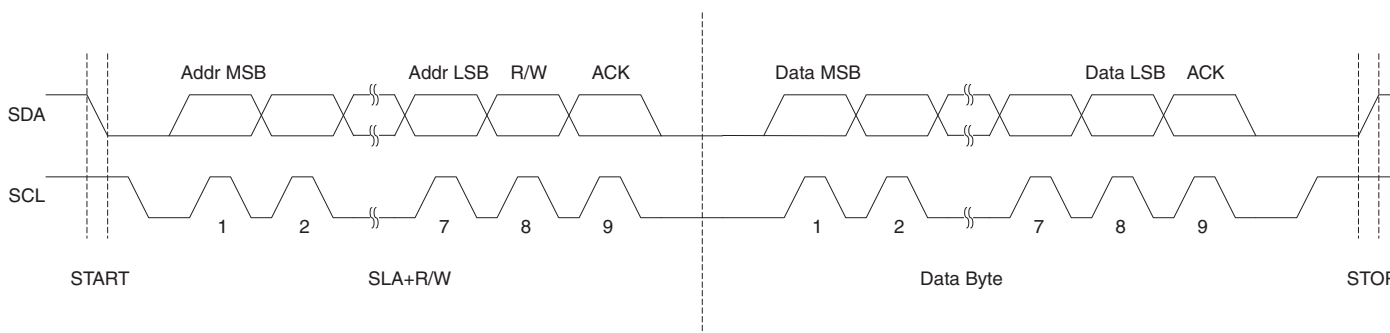 Addr MSB Addr LSB R/W ACK Data MSB Data LSB ACK
SDA
SCL
1 2 7 8 9 1 2 7 8 9
START SLA+R/W Data Byte STOP